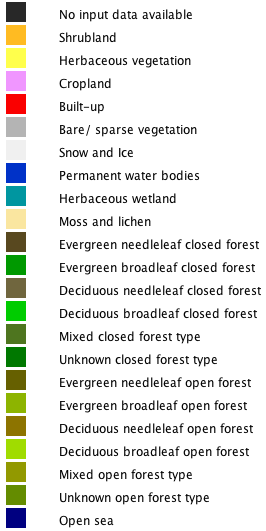 No input data available
Shrubland
Herbaceous vegetation
Cropland
Built-up
Bare/ sparse vegetation
Snow and Ice
Permanent water bodies
Herbaceous wetland
Moss and lichen
Evergreen needleleaf closed forest
Evergreen broadleaf closed forest
Deciduous needleleaf closed forest
Deciduous broadleaf closed forest
Mixed closed forest type
Unknown closed forest type
Evergreen needleleaf open forest
Evergreen broadleaf open forest
Deciduous needleleaf open forest
Deciduous broadleaf open forest
Mixed open forest type
Unknown open forest type
Open sea